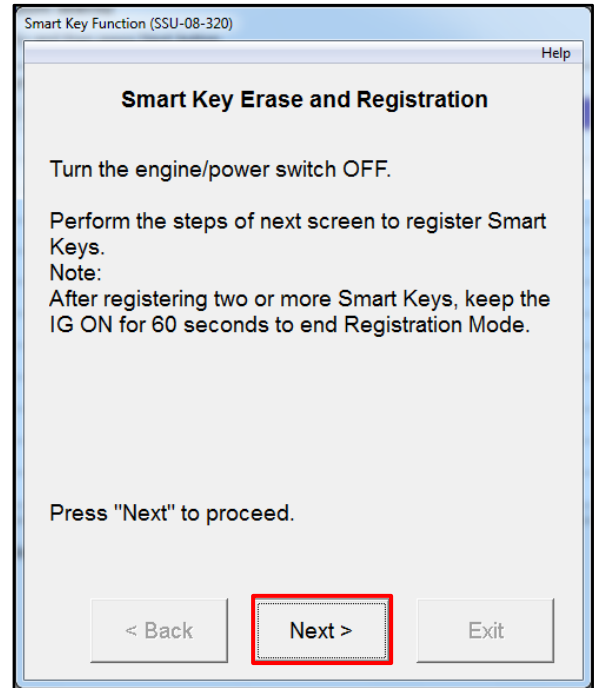 Smart Key Function (SSU-08-320)
Help
Smart Key Erase and Registration
Turn the engine/power switch OFF.
Perform the steps of next screen to register Smart
Keys.
Note:
After registering two or more Smart Keys, keep the
IG ON for 60 seconds to end Registration Mode.
Press "Next" to proceed.
< Back
Next >
Exit